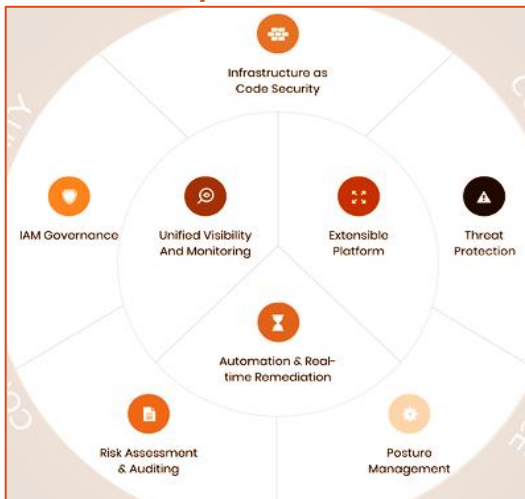 Infrastructure as
Code Security
IAM Governance
Unified Visibility
And Monitoring
Extensible
Platform
Threat
Protection
Automation & Real-
time Remediation
Risk Assessment
& Auditing
Posture
Management